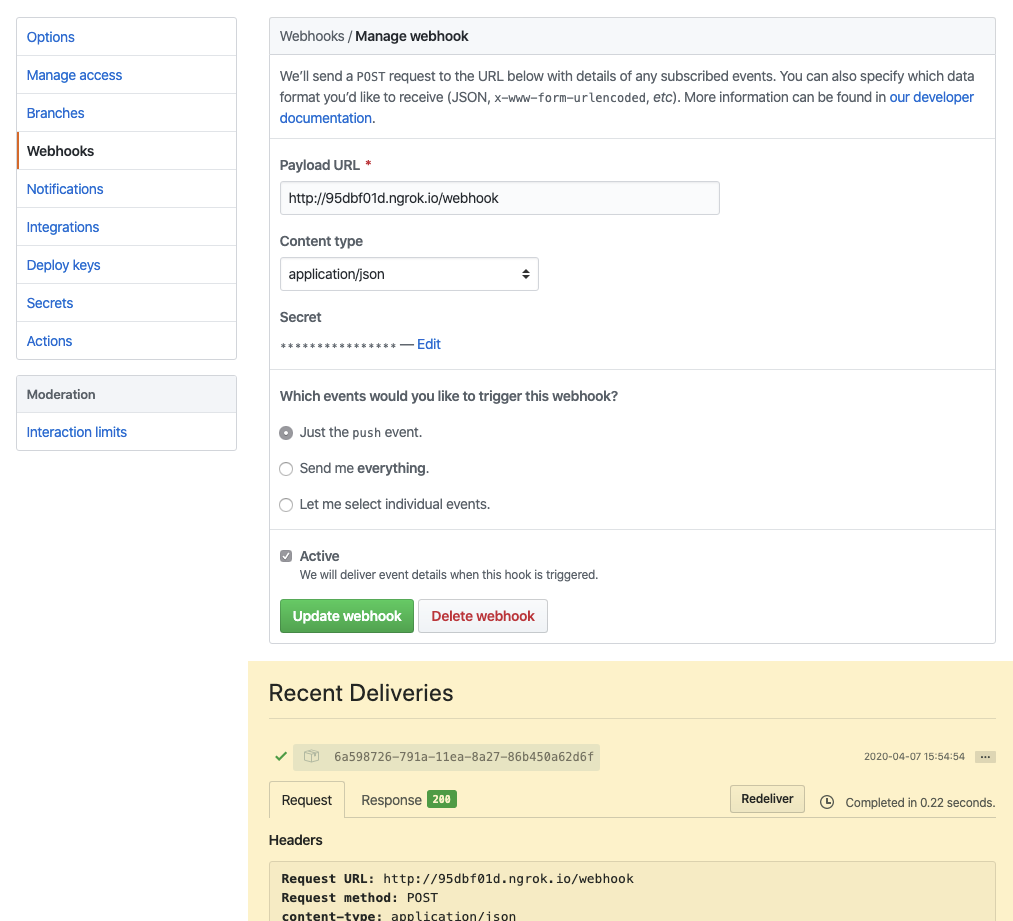 Options
Manage access
Branches
Webhooks
Notifications
Integrations
Deploy keys
Secrets
Actions
Moderation
Interaction limits
Webhooks / Manage webhook
We’ll send a POST request to the URL below with details of any subscribed events. You can also specify which data
format you’d like to receive (JSON, x-www-form-urlencoded, etc). More information can be found in our developer
documentation.
Payload URL *
http://95dbf01d.ngrok.io/webhook
Content type
application/json
Secret
**************** — Edit
Which events would you like to trigger this webhook?
Just the push event.
Send me everything.
Let me select individual events.
Active
We will deliver event details when this hook is triggered.
Update webhook Delete webhook
Recent Deliveries
6a598726-791a-11ea-8a27-86b450a62d6f 2020-04-07 15:54:54 ...
Request Response 200 Redeliver Completed in 0.22 seconds.
Headers
Request URL: http://95dbf01d.ngrok.io/webhook
Request method: POST
content-type: application/json